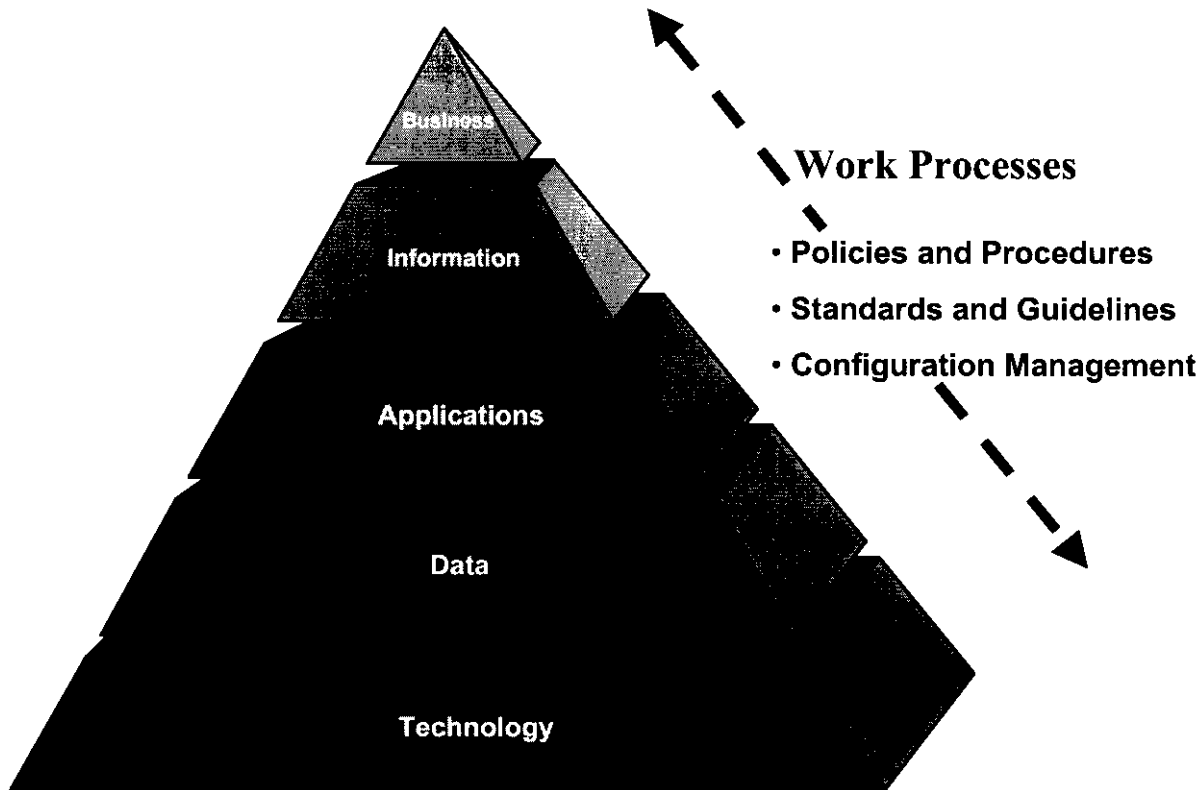 Business
Work Processes
Information
• Policies and Procedures
• Standards and Guidelines
• Configuration Management
Applications
Data
Technology